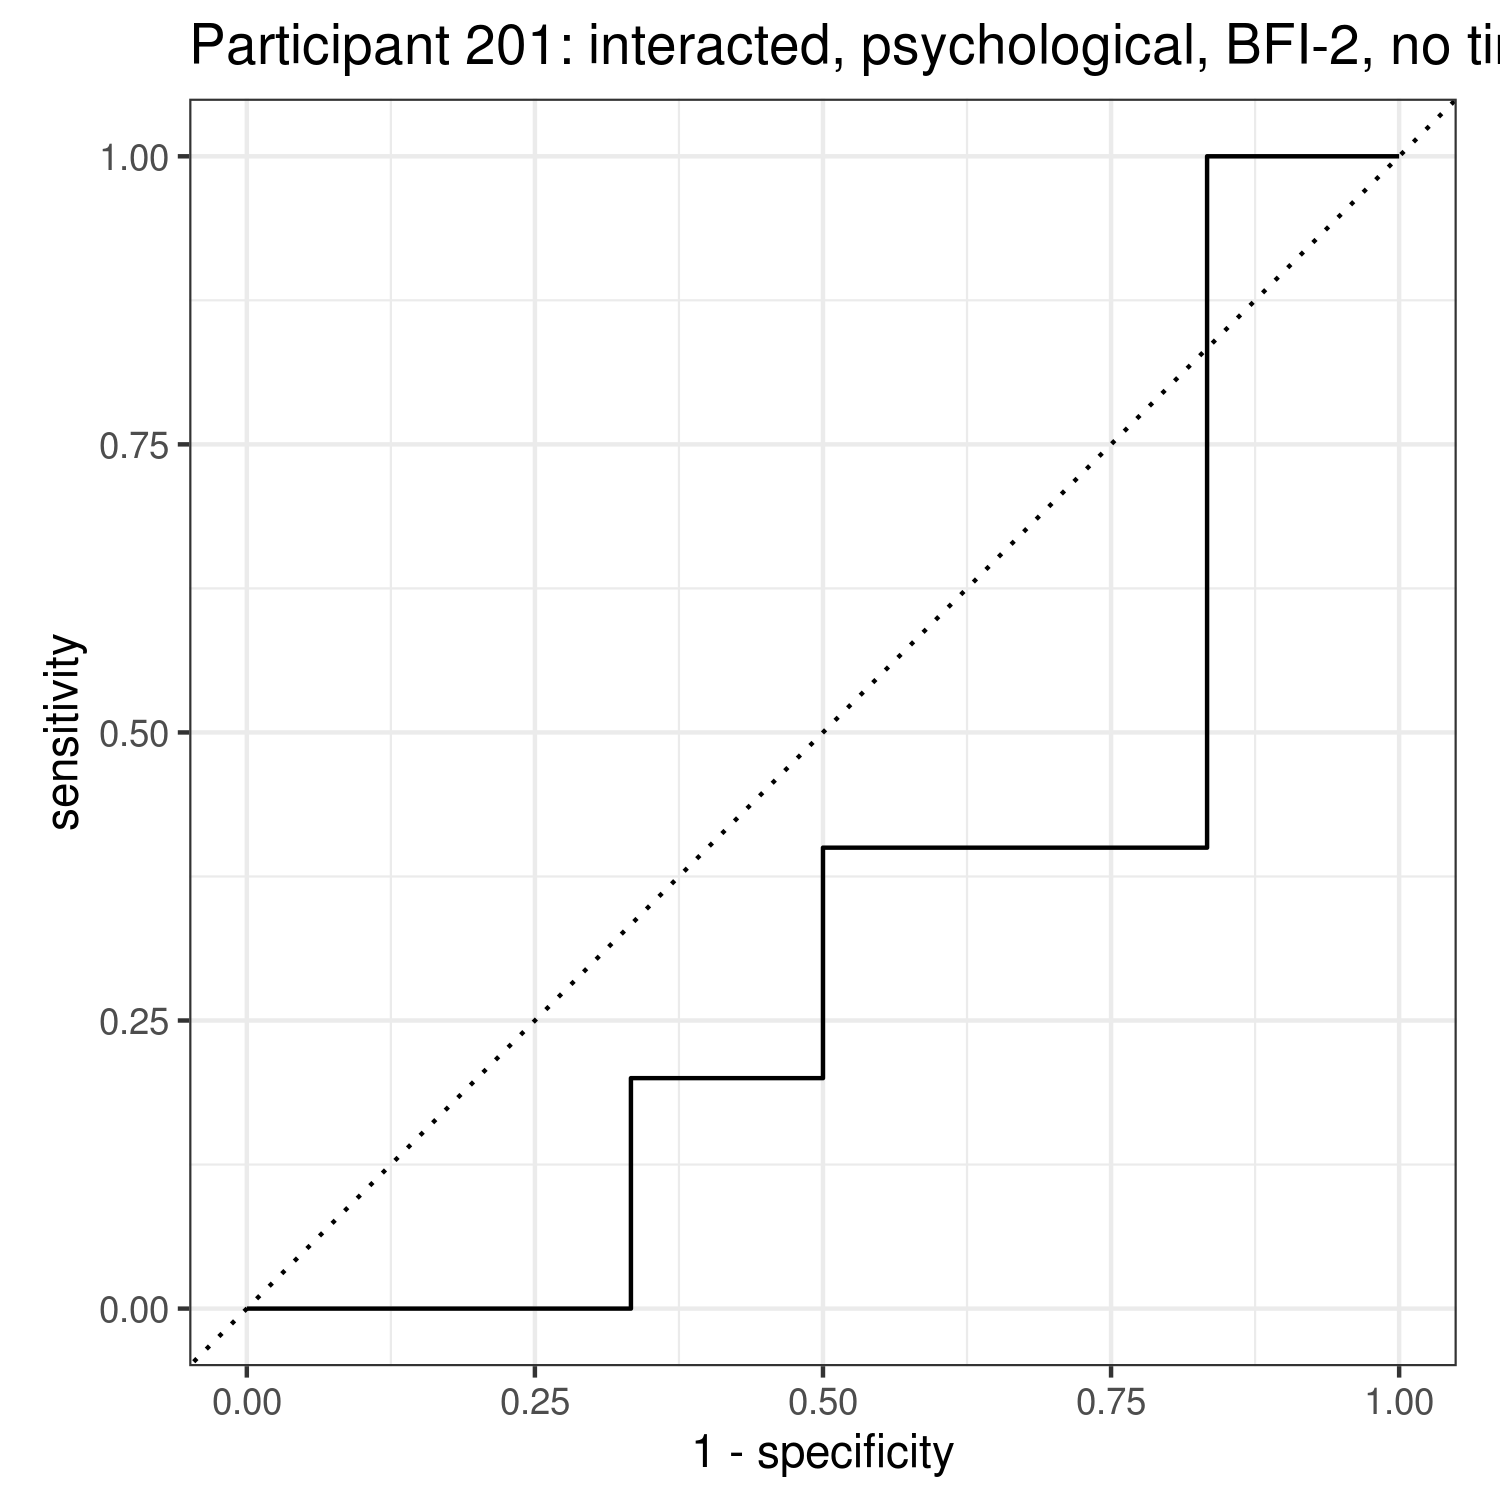 Participant 201: interacted, psychological, BFI-2, no
1.00
0.75
0.50
0.25
0.00
sensitivity
0.00 0.25 0.50 0.75 1.00
1 - specificity